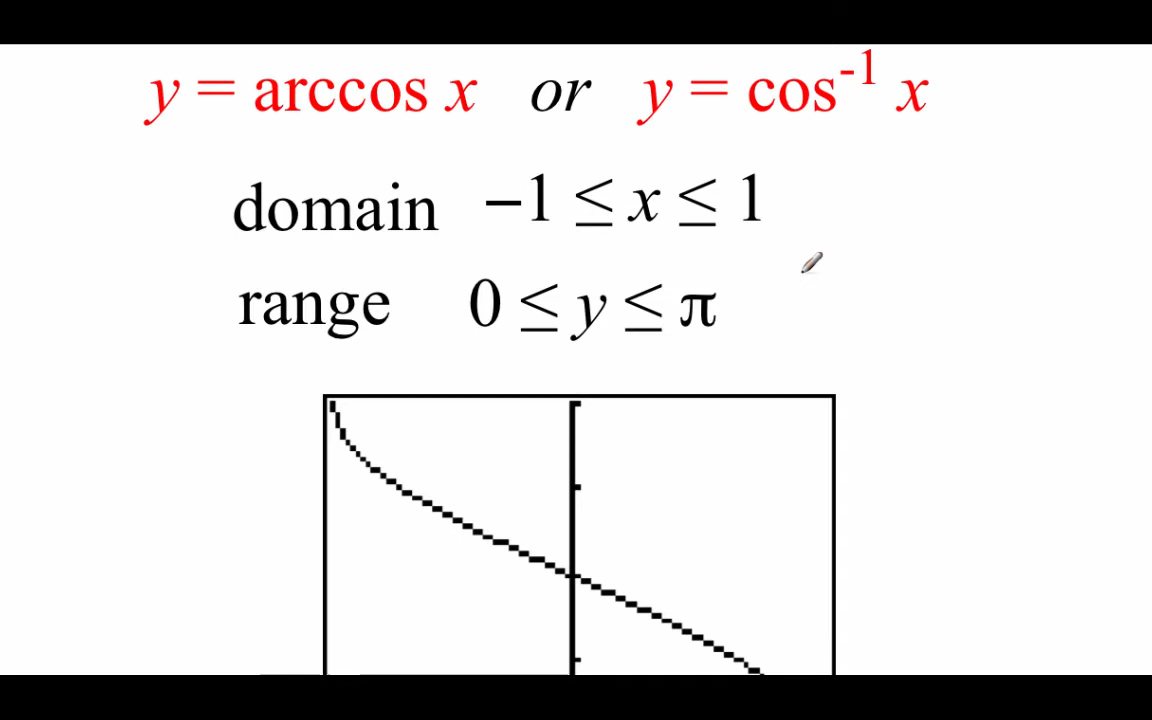 y = arccos x or y = cos⁻¹ x
domain −1 ≤ x ≤ 1
range 0 ≤ y ≤ π